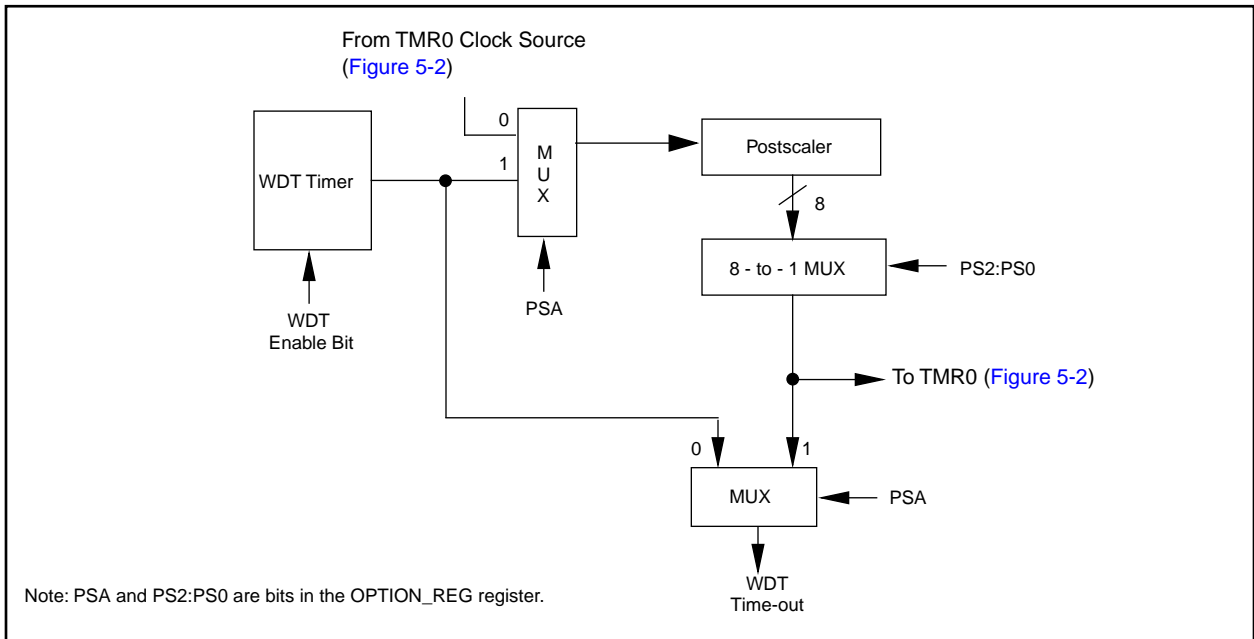 From TMR0 Clock Source
(Figure 5-2)
0
1
M
U
X
WDT Timer
Postscaler
8
8 - to - 1 MUX
PS2:PS0
PSA
WDT
Enable Bit
To TMR0 (Figure 5-2)
0
1
MUX
PSA
WDT
Time-out
Note: PSA and PS2:PS0 are bits in the OPTION_REG register.